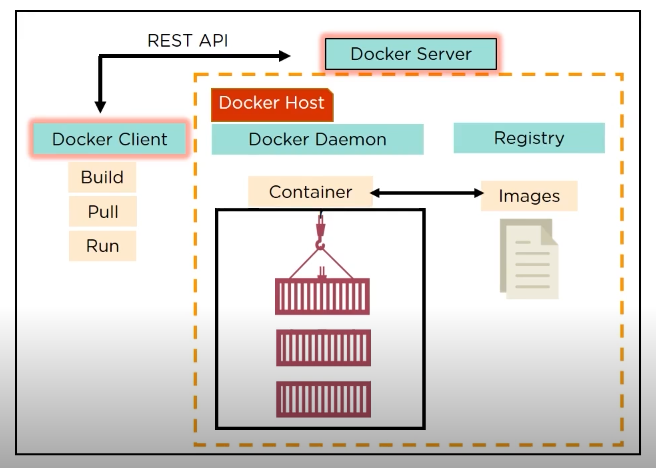 REST API
Docker Server
Docker Host
Docker Client
Docker Daemon
Registry
Build
Pull
Run
Container
Images